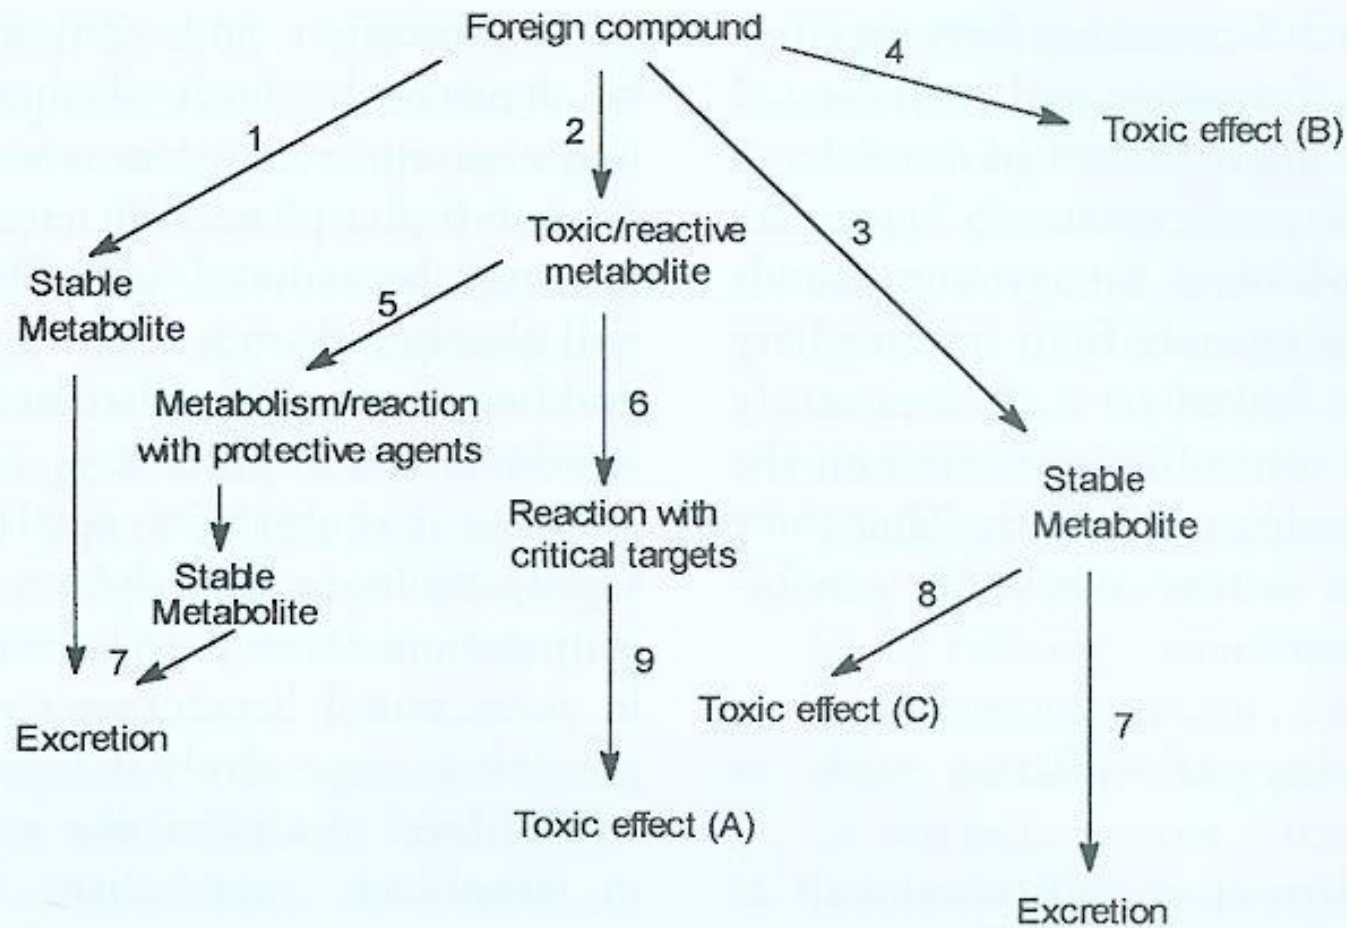 Foreign compound
4
1
2
Toxic effect (B)
3
Toxic/reactive
metabolite
Stable
Metabolite
5
Metabolism/reaction
with protective agents
6
Stable
Metabolite
Reaction with
critical targets
Stable
Metabolite
8
7
9
Toxic effect (C)
7
Excretion
Toxic effect (A)
Excretion